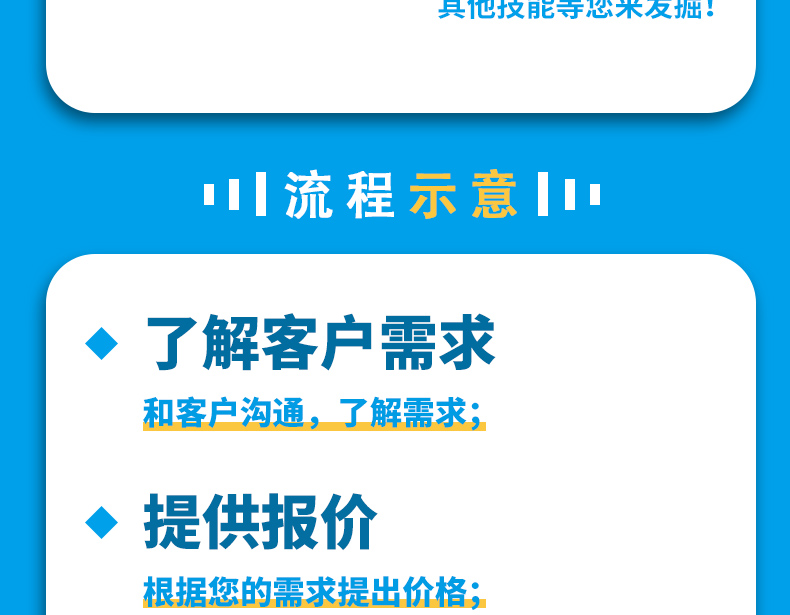 其他技能等您来发掘!
流程示意
了解客户需求
和客户沟通，了解需求；
提供报价
根据您的需求提出价格；